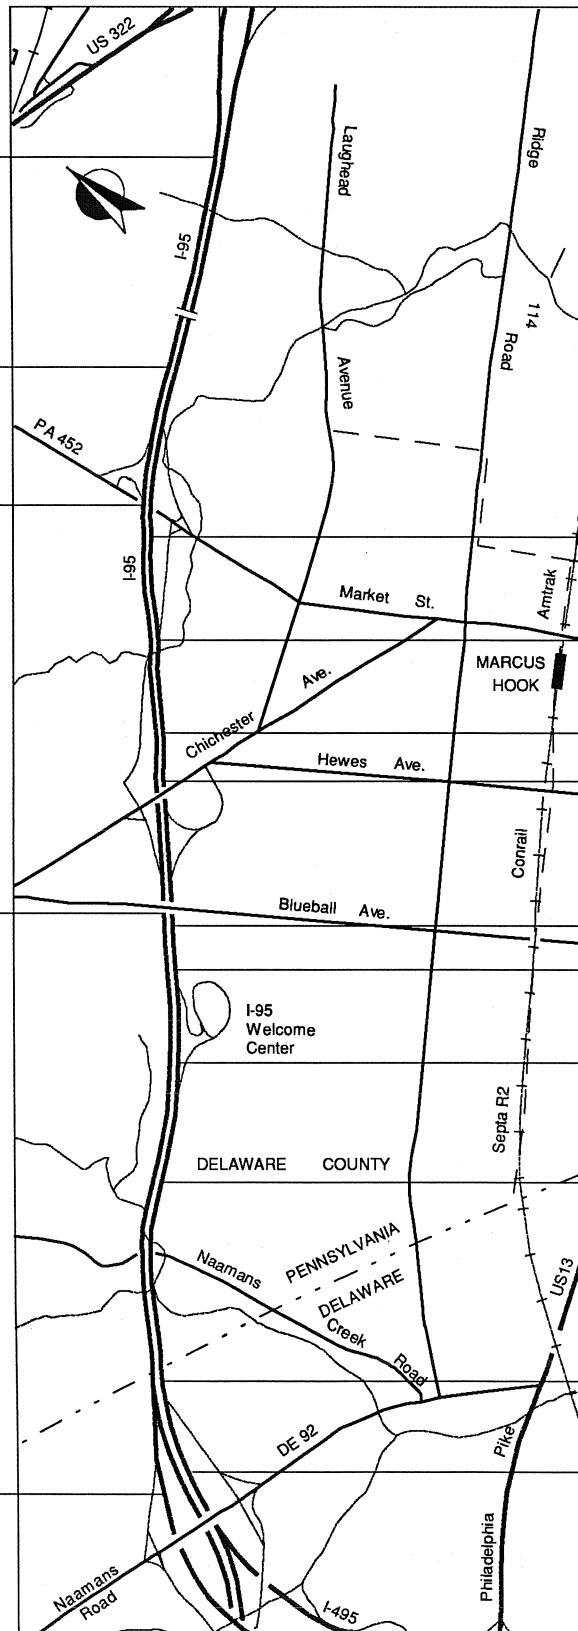 US 322
Laughead
Ridge
I-95
114
Road
Avenue
PA 452
I-95
Amtrak
Market St.
MARCUS
HOOK
Ave.
Chichester
Hewes Ave.
Conrail
Blueball Ave.
I-95
Welcome
Center
Septa R2
DELAWARE COUNTY
PENNSYLVANIA
Naamans
DELAWARE
US13
Creek
Road
DE 92
Pike
Philadelphia
Naamans
Road
I-495